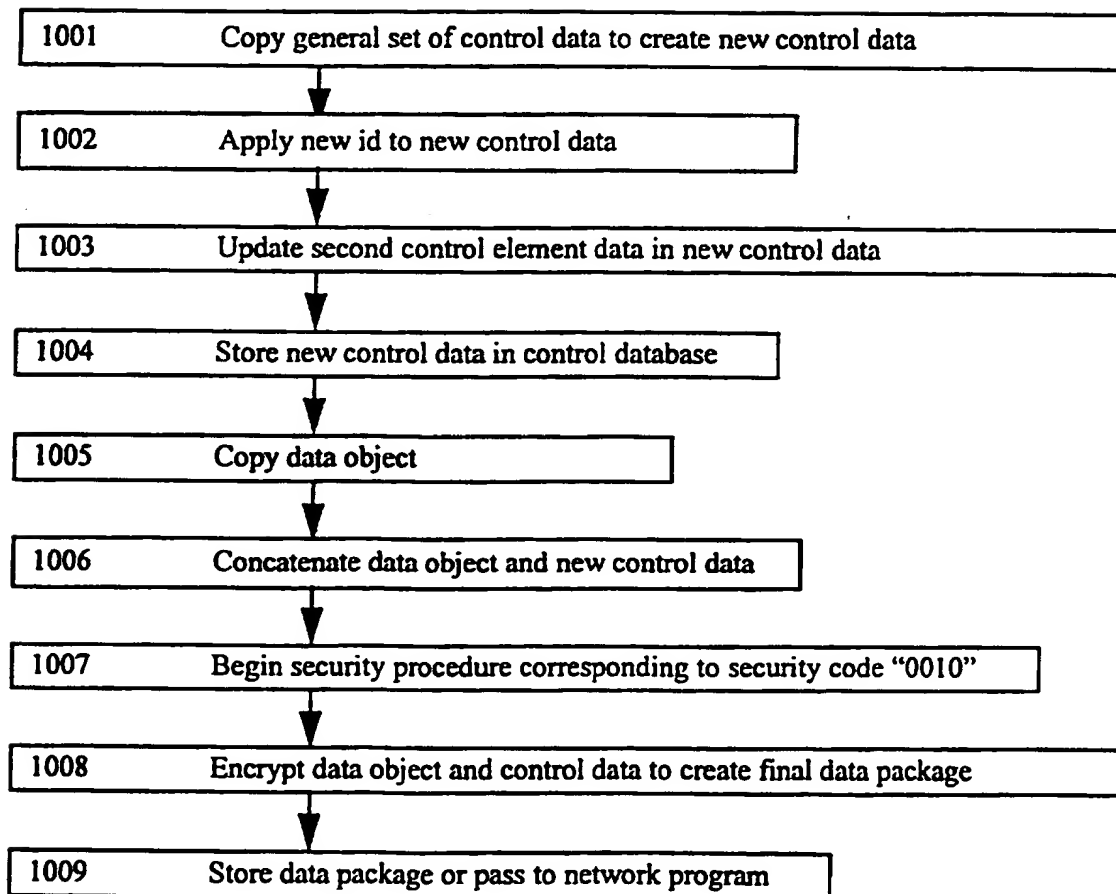 1001 Copy general set of control data to create new control data
1002 Apply new id to new control data
1003 Update second control element data in new control data
1004 Store new control data in control database
1005 Copy data object
1006 Concatenate data object and new control data
1007 Begin security procedure corresponding to security code “0010”
1008 Encrypt data object and control data to create final data package
1009 Store data package or pass to network program